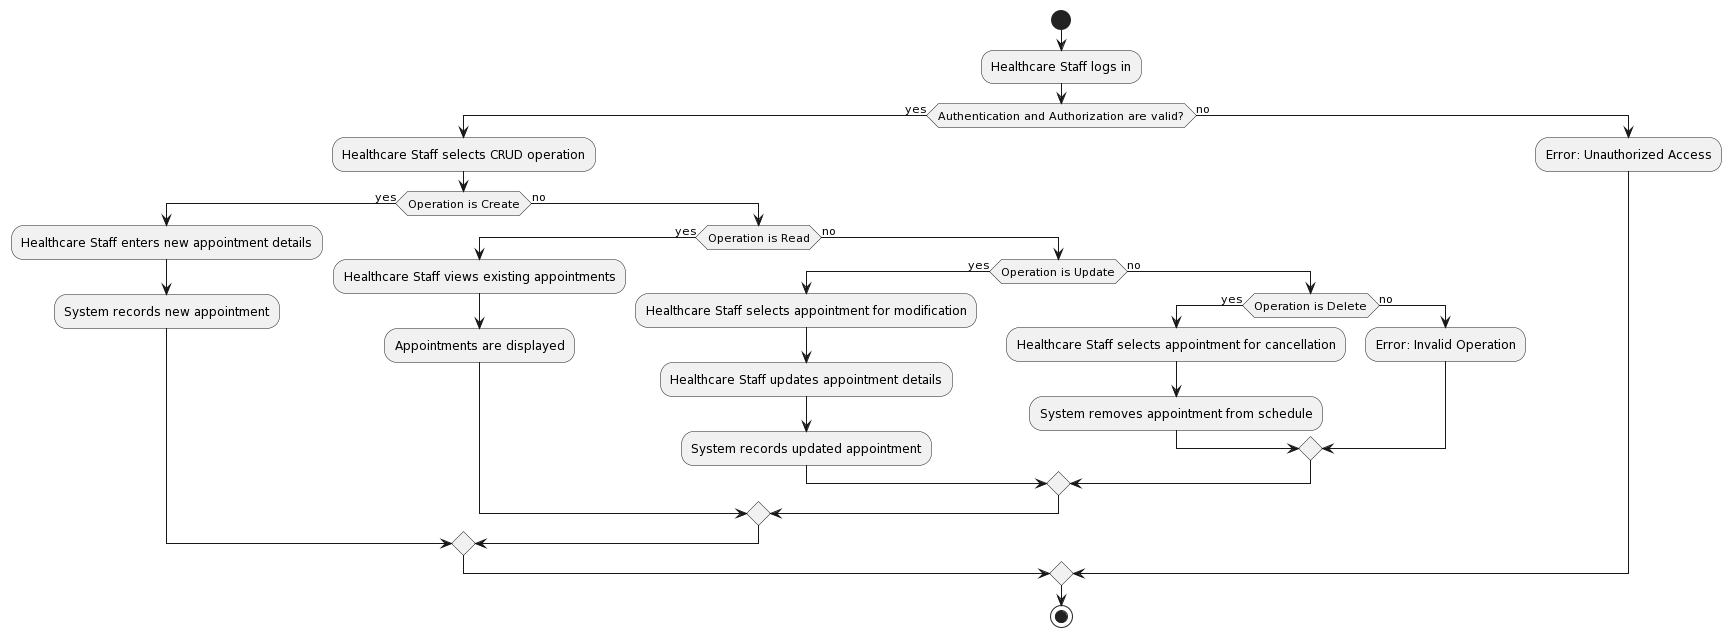 Healthcare Staff logs in
yes
Authentication and Authorization are valid?
no
Healthcare Staff selects CRUD operation
Error: Unauthorized Access
yes
Operation is Create
no
Healthcare Staff enters new appointment details
yes
Operation is Read
no
Healthcare Staff views existing appointments
yes
Operation is Update
no
System records new appointment
Healthcare Staff selects appointment for modification
yes
Operation is Delete
no
Appointments are displayed
Healthcare Staff selects appointment for cancellation
Error: Invalid Operation
Healthcare Staff updates appointment details
System removes appointment from schedule
System records updated appointment